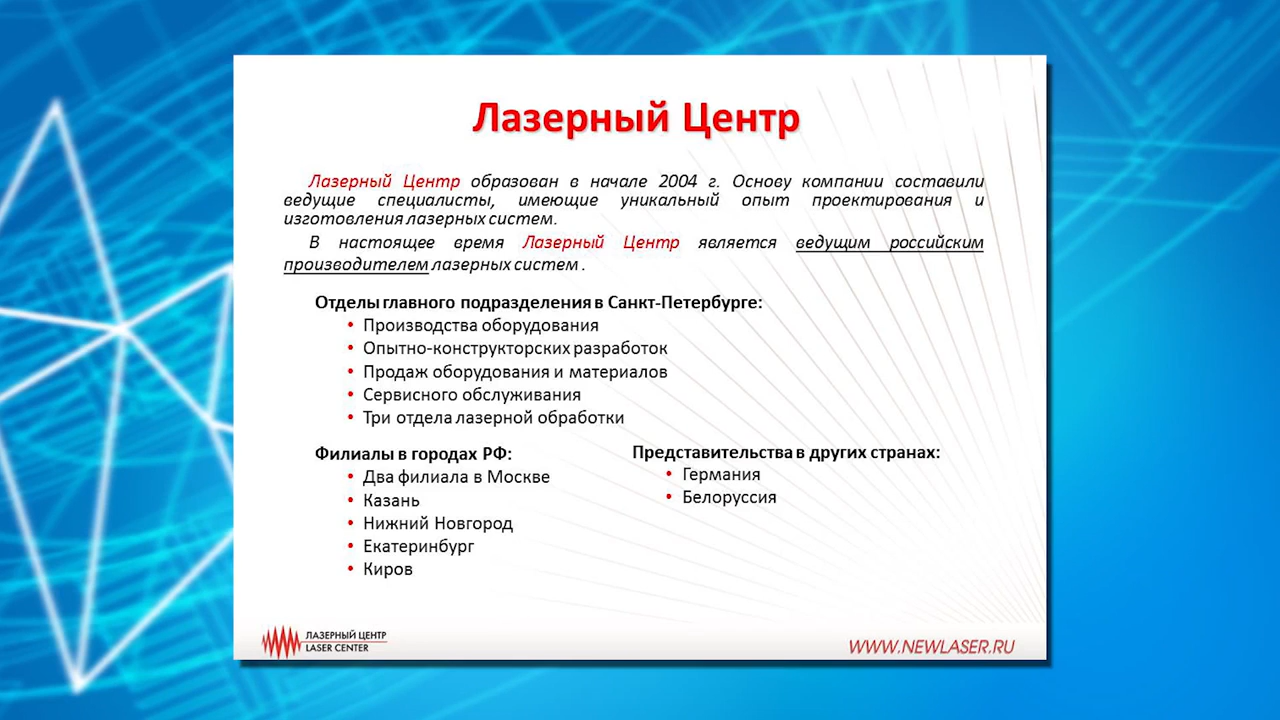 Лазерный Центр
Лазерный Центр образован в начале 2004 г. Основу компании составили
ведущие специалисты, имеющие уникальный опыт проектирования и
изготовления лазерных систем.
В настоящее время Лазерный Центр является ведущим российским
производителем лазерных систем .
Отделы главного подразделения в Санкт-Петербурге:
• Производства оборудования
• Опытно-конструкторских разработок
• Продаж оборудования и материалов
• Сервисного обслуживания
• Три отдела лазерной обработки
Филиалы в городах РФ:
• Два филиала в Москве
• Казань
• Нижний Новгород
• Екатеринбург
• Киров
Представительства в других странах:
• Германия
• Белоруссия
ЛАЗЕРНЫЙ ЦЕНТР
LASER CENTER
WWW.NEWLASER.RU